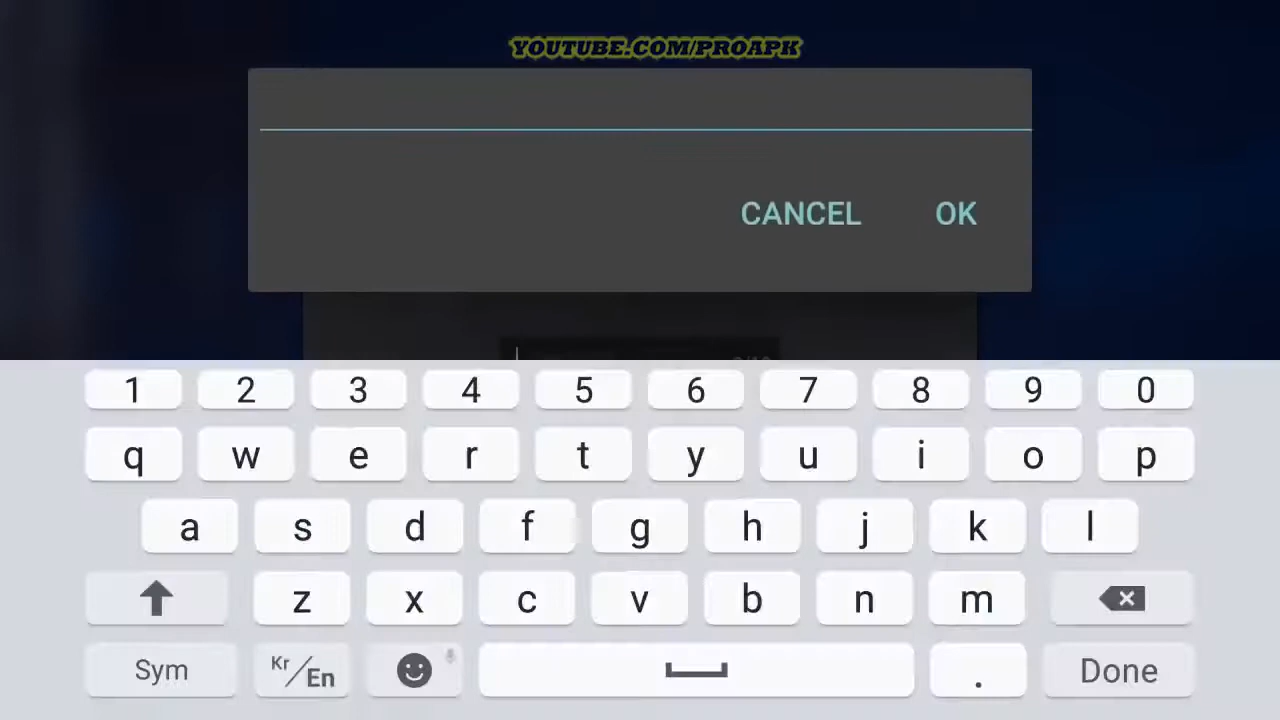 YOUTUBE.COM/PROAPK
CANCEL OK
1 2 3 4 5 6 7 8 9 0
q w e r t y u i o p
a s d f g h j k l
z x c v b n m
Sym Kr/En . Done